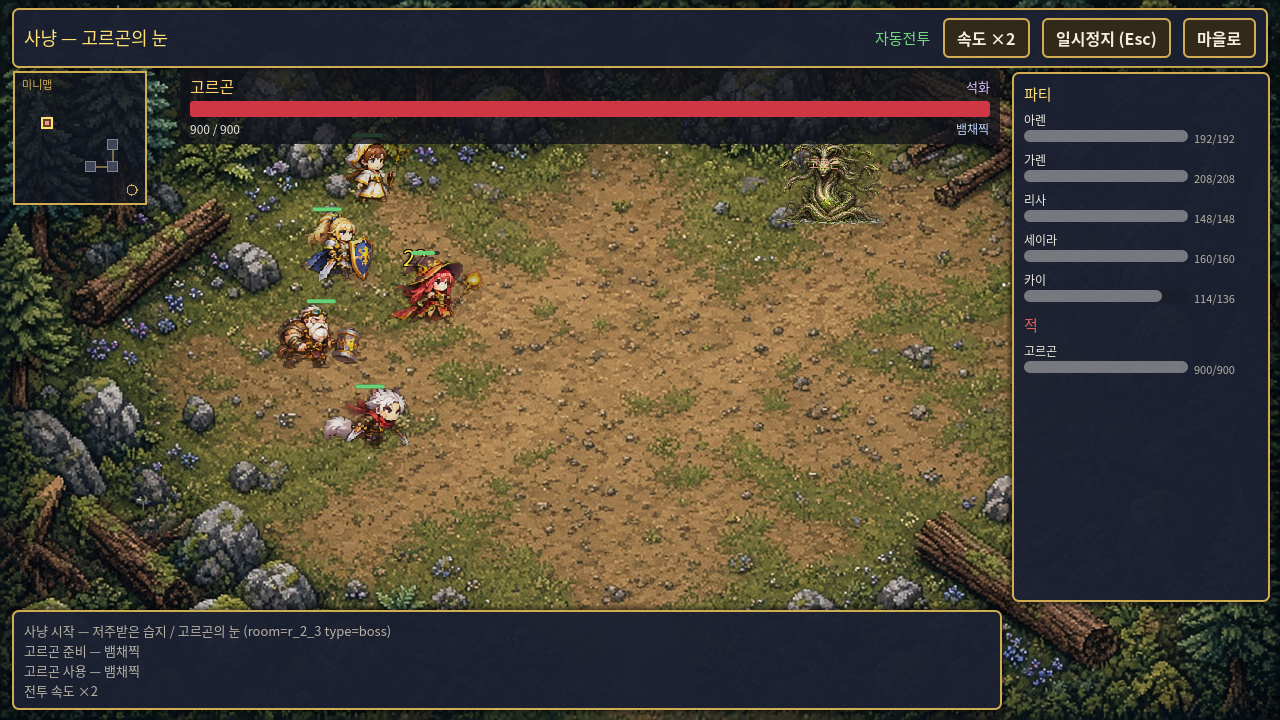 사냥 — 고르곤의 눈
자동전투
속도 ×2
일시정지 (Esc)
마을로
미니맵
고르곤
석화
900 / 900
뱀채찍
파티
아렌
192/192
가렌
208/208
리사
148/148
세이라
160/160
카이
114/136
적
고르곤
900/900
사냥 시작 — 저주받은 습지 / 고르곤의 눈 (room=r_2_3 type=boss)
고르곤 준비 — 뱀채찍
고르곤 사용 — 뱀채찍
전투 속도 ×2